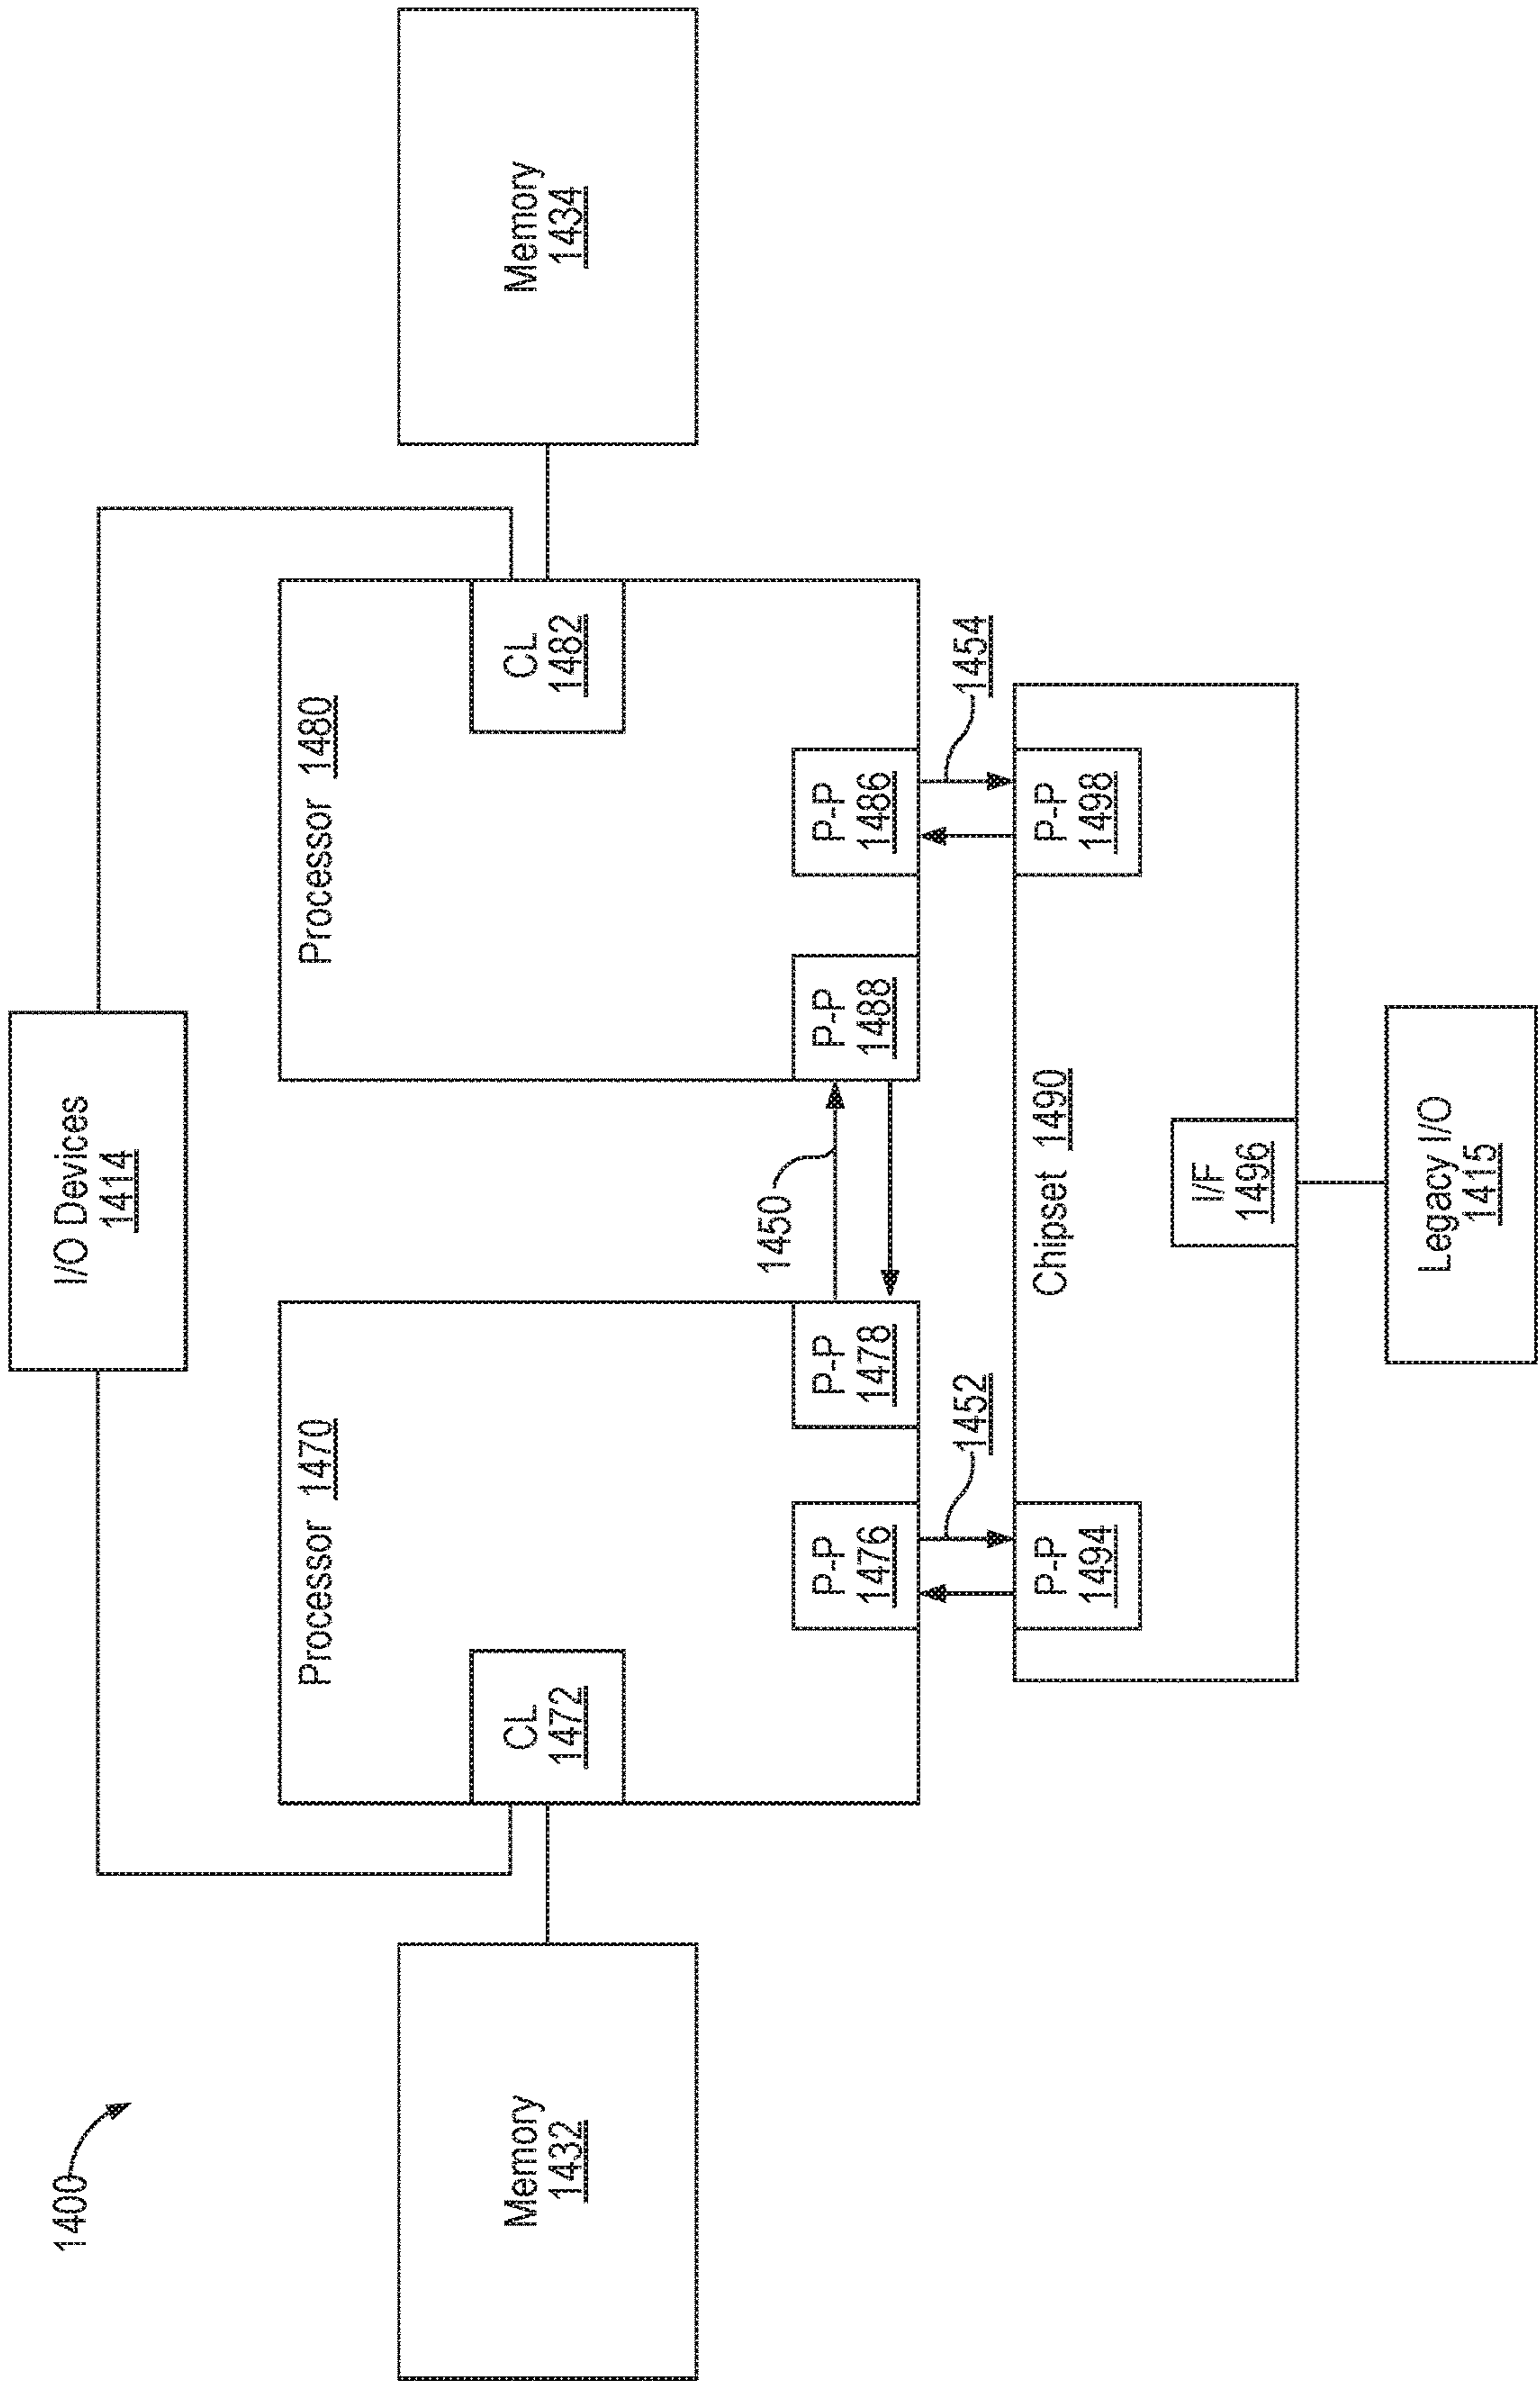 1400
I/O Devices
1414
Memory
1432
Processor 1470
CL
1472
P-P
1476
P-P
1478
1450
Processor 1480
CL
1482
P-P
1488
P-P
1486
Memory
1434
1452
1454
Chipset 1490
P-P
1494
P-P
1498
I/F
1496
Legacy I/O
1415